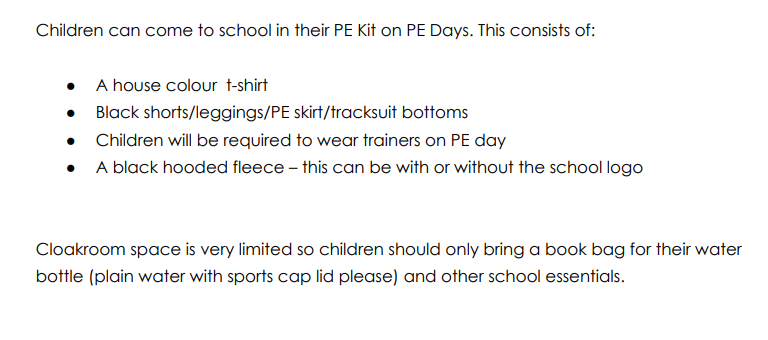 Children can come to school in their PE Kit on PE Days. This consists of:
● A house colour  t-shirt
● Black shorts/leggings/PE skirt/tracksuit bottoms
● Children will be required to wear trainers on PE day
● A black hooded fleece – this can be with or without the school logo
Cloakroom space is very limited so children should only bring a book bag for their water
bottle (plain water with sports cap lid please) and other school essentials.